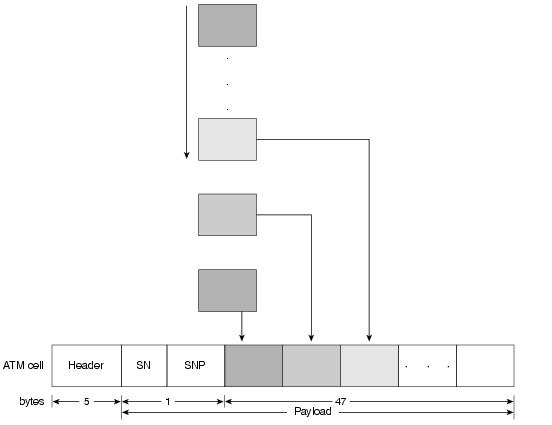 ATM cell Header SN SNP . . .
bytes 5 1 47
Payload